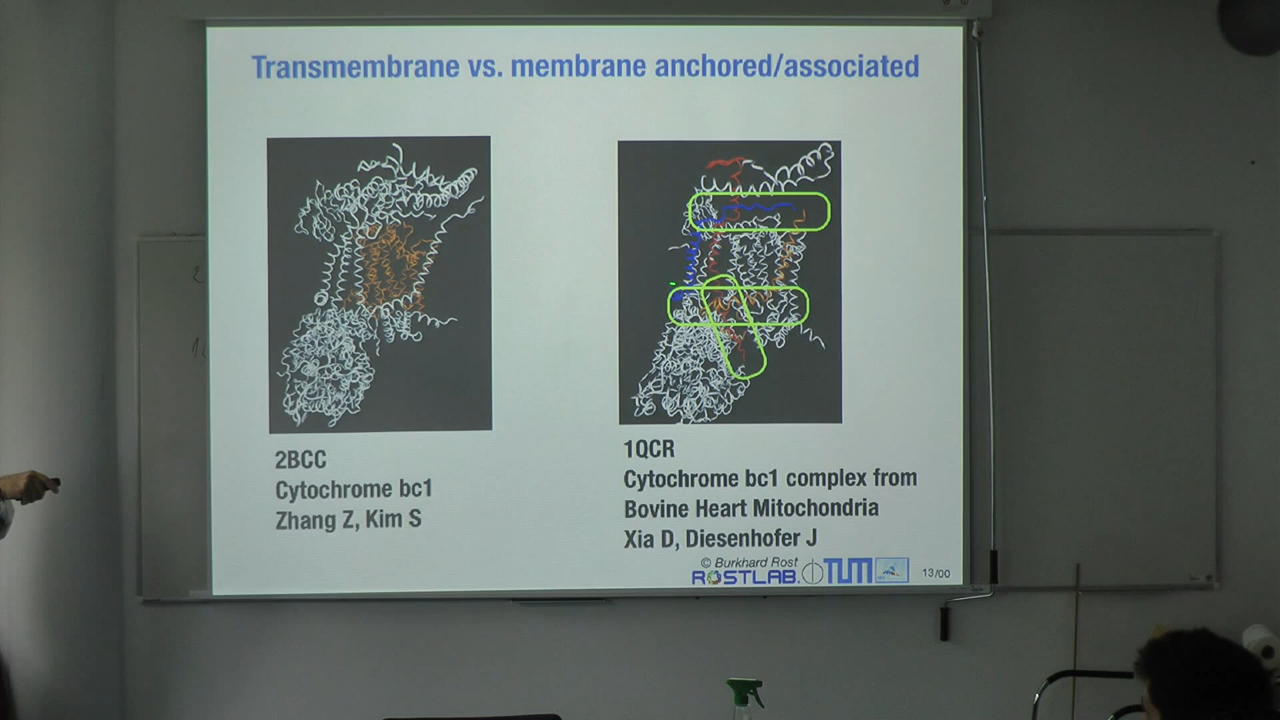 Transmembrane vs. membrane anchored/associated
2BCC
Cytochrome bc1
Zhang Z, Kim S
1QCR
Cytochrome bc1 complex from
Bovine Heart Mitochondria
Xia D, Diesenhofer J
© Burkhard Rost
ROSTLAB. TUM
13/00